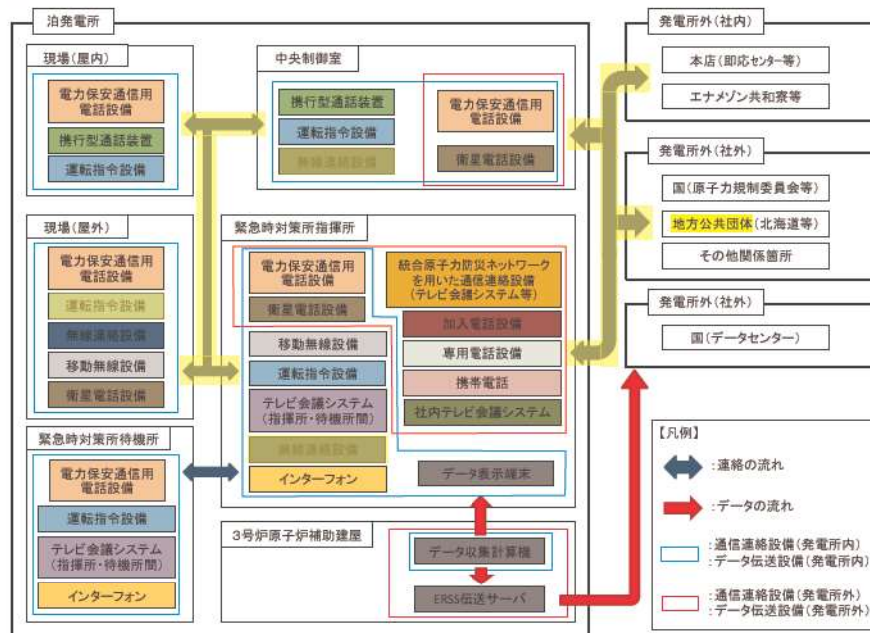 泊発電所
現場(屋内)
電力保安通信用
電話設備
携行型通話装置
運転指令設備
中央制御室
携行型通話装置
運転指令設備
無線連絡設備
電力保安通信用
電話設備
衛星電話設備
現場(屋外)
電力保安通信用
電話設備
運転指令設備
無線連絡設備
移動無線設備
衛星電話設備
緊急時対策所指揮所
電力保安通信用
電話設備
衛星電話設備
移動無線設備
運転指令設備
テレビ会議システム
(指揮所・待機所間)
無線連絡設備
インターフォン
統合原子力防災ネットワーク
を用いた通信連絡設備
(テレビ会議システム等)
加入電話設備
専用電話設備
携帯電話
社内テレビ会議システム
データ表示端末
緊急時対策所待機所
電力保安通信用
電話設備
運転指令設備
テレビ会議システム
(指揮所・待機所間)
インターフォン
3号炉原子炉補助建屋
データ収集計算機
ERSS伝送サーバ
発電所外(社内)
本店(即応センター等)
エナメゾン共和寮等
発電所外(社外)
国(原子力規制委員会等)
地方公共団体(北海道等)
その他関係箇所
発電所外(社外)
国(データセンター)
【凡例】
:連絡の流れ
:データの流れ
:通信連絡設備(発電所内)
:データ伝送設備(発電所内)
:通信連絡設備(発電所外)
:データ伝送設備(発電所外)